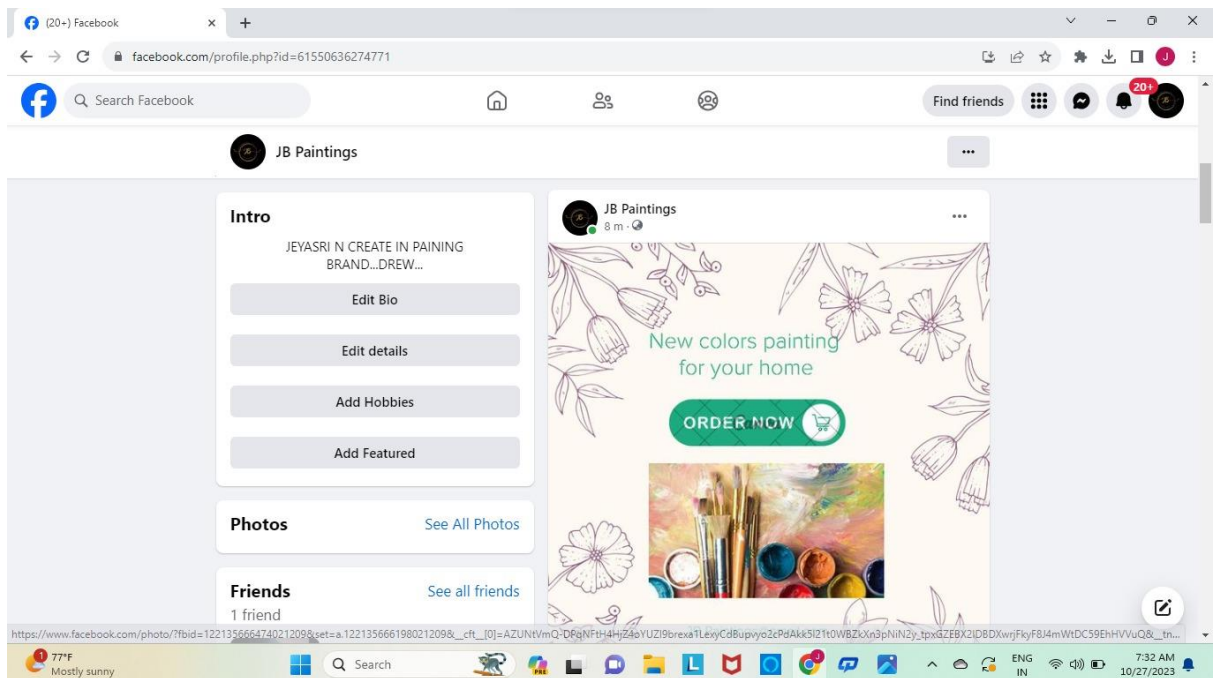 (20+) Facebook
facebook.com/profile.php?id=61550636274771
Search Facebook
Find friends
20+
JB Paintings
Intro
JEYASRI N CREATE IN PAINING
BRAND...DREW...
Edit Bio
Edit details
Add Hobbies
Add Featured
Photos
See All Photos
Friends
See all friends
1 friend
JB Paintings
8 m
New colors painting
for your home
ORDER NOW
77°F
Mostly sunny
Search
ENG
IN
7:32 AM
10/27/2023